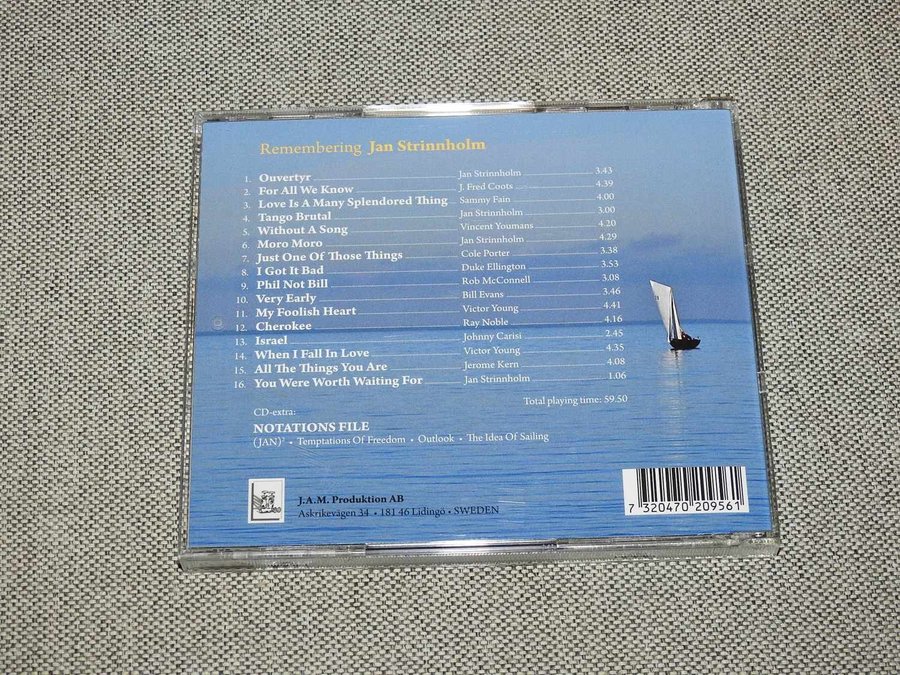 Remembering Jan Strinnholm
1. Ouvertyr Jan Strinnholm 3.43
2. For All We Know J. Fred Coots 4.39
3. Love Is A Many Splendored Thing Sammy Fain 4.00
4. Tango Brutal Jan Strinnholm 3.00
5. Without A Song Vincent Youmans 4.20
6. Moro Moro Jan Strinnholm 4.29
7. Just One Of Those Things Cole Porter 3.38
8. I Got It Bad Duke Ellington 3.53
9. Phil Not Bill Rob McConnell 3.08
10. Very Early Bill Evans 3.46
11. My Foolish Heart Victor Young 4.41
12. Cherokee Ray Noble 4.16
13. Israel Johnny Carisi 2.45
14. When I Fall In Love Victor Young 4.35
15. All The Things You Are Jerome Kern 4.08
16. You Were Worth Waiting For Jan Strinnholm 1.06
Total playing time: 59.50
CD-extra:
NOTATIONS FILE
(JAN)² • Temptations Of Freedom • Outlook • The Idea Of Sailing
J.A.M. Produktion AB
Askrikevägen 34 • 181 46 Lidingö • SWEDEN
7 320470 209561